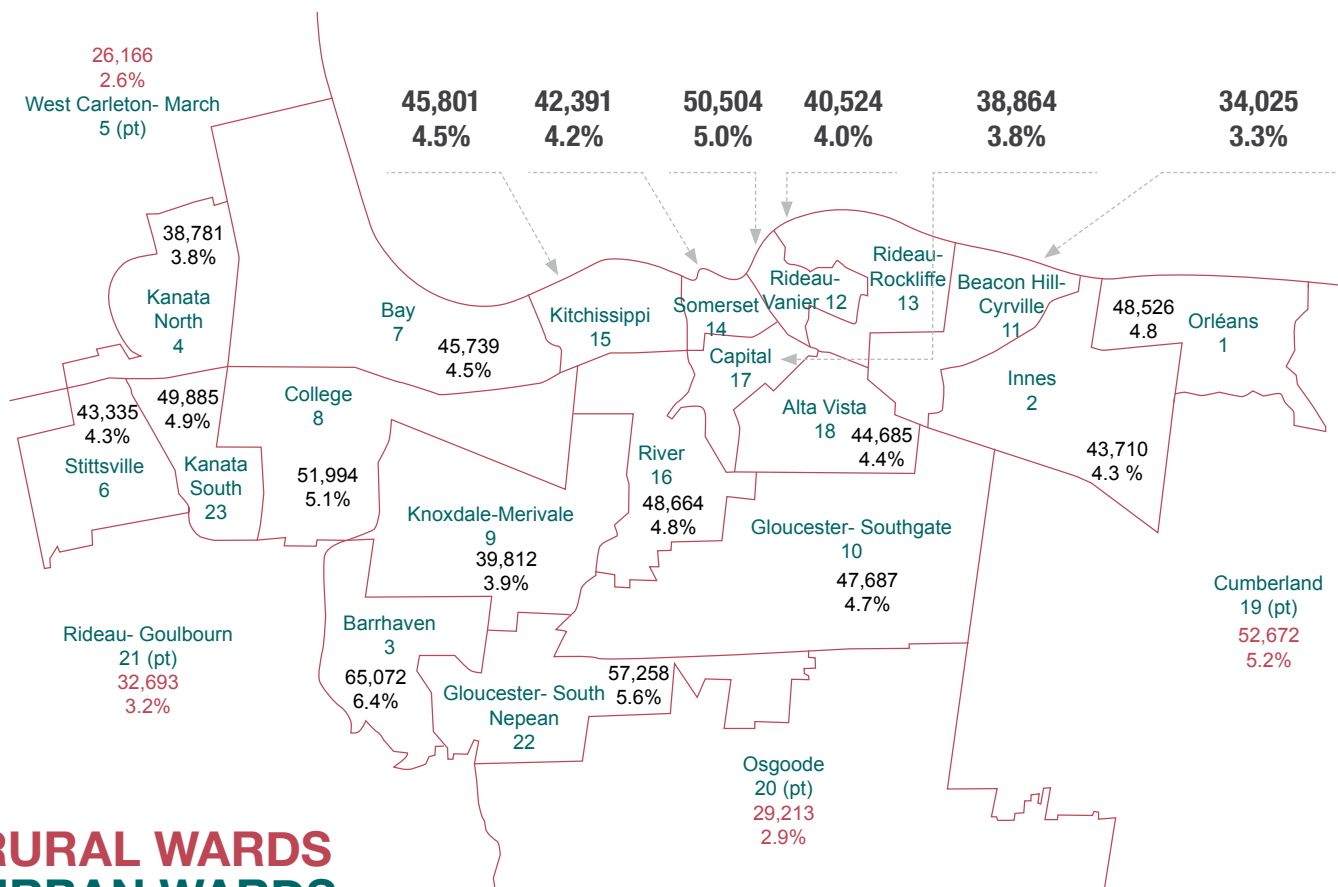 26,166
2.6%
West Carleton- March
5 (pt)
45,801
4.5%
42,391
4.2%
50,504
5.0%
40,524
4.0%
38,864
3.8%
34,025
3.3%
38,781
3.8%
Kanata
North
4
Bay
7
45,739
4.5%
Kitchissippi
15
Somerset
14
Rideau-
Vanier 12
Rideau-
Rockliffe
13
Beacon Hill-
Cyrville
11
48,526
4.8
Orléans
1
Capital
17
Innes
2
43,710
4.3 %
43,335
4.3%
Stittsville
6
49,885
4.9%
Kanata
South
23
College
8
51,994
5.1%
Alta Vista
18
44,685
4.4%
River
16
48,664
4.8%
Knoxdale-Merivale
9
39,812
3.9%
Gloucester- Southgate
10
47,687
4.7%
Cumberland
19 (pt)
52,672
5.2%
Rideau- Goulbourn
21 (pt)
32,693
3.2%
Barrhaven
3
65,072
6.4%
Gloucester- South
Nepean
22
57,258
5.6%
Osgoode
20 (pt)
29,213
2.9%
RURAL WARDS
URBAN WARDS